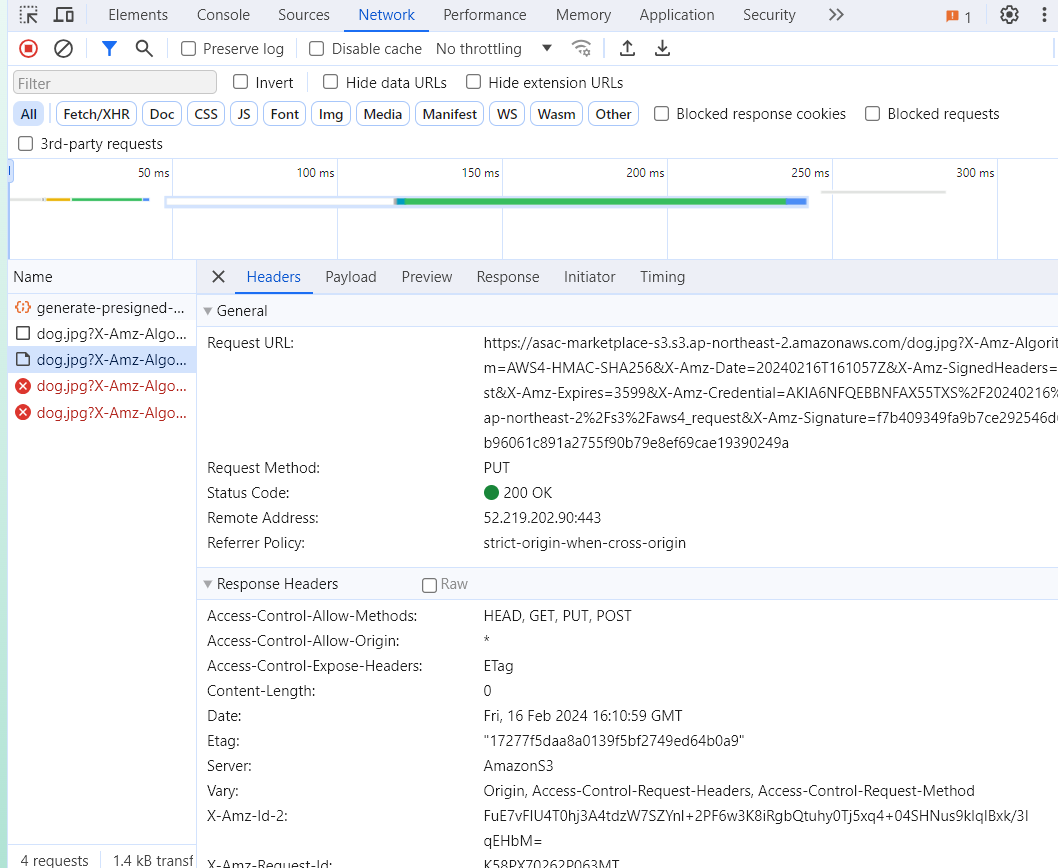 Elements Console Sources Network Performance Memory Application Security 1
Preserve log Disable cache No throttling
Filter Invert Hide data URLs Hide extension URLs
All Fetch/XHR Doc CSS JS Font Img Media Manifest WS Wasm Other Blocked response cookies Blocked requests
3rd-party requests
50 ms 100 ms 150 ms 200 ms 250 ms 300 ms
Name Headers Payload Preview Response Initiator Timing
generate-presigned-...
dog.jpg?X-Amz-Algo...
dog.jpg?X-Amz-Algo...
dog.jpg?X-Amz-Algo...
dog.jpg?X-Amz-Algo...
General
Request URL: https://asac-marketplace-s3.s3.ap-northeast-2.amazonaws.com/dog.jpg?X-Amz-Algorit
m=AWS4-HMAC-SHA256&X-Amz-Date=20240216T161057Z&X-Amz-SignedHeaders=
st&X-Amz-Expires=3599&X-Amz-Credential=AKIA6NFQEBBNFAX55TXS%2F20240216%
ap-northeast-2%2Fs3%2Faws4_request&X-Amz-Signature=f7b409349fa9b7ce292546d
b96061c891a2755f90b79e8ef69cae19390249a
Request Method: PUT
Status Code: 200 OK
Remote Address: 52.219.202.90:443
Referrer Policy: strict-origin-when-cross-origin
Response Headers Raw
Access-Control-Allow-Methods: HEAD, GET, PUT, POST
Access-Control-Allow-Origin: *
Access-Control-Expose-Headers: ETag
Content-Length: 0
Date: Fri, 16 Feb 2024 16:10:59 GMT
Etag: "17277f5daa8a0139f5bf2749ed64b0a9"
Server: AmazonS3
Vary: Origin, Access-Control-Request-Headers, Access-Control-Request-Method
X-Amz-Id-2: FuE7vFIU4T0hj3A4tdzW7SZYnI+2PF6w3K8iRgbQtuhy0Tj5xq4+04SHNus9klqIBxk/3I
qEHbM=
X-Amz-Request-Id: K58PX70262P063MT
4 requests 1.4 kB transf